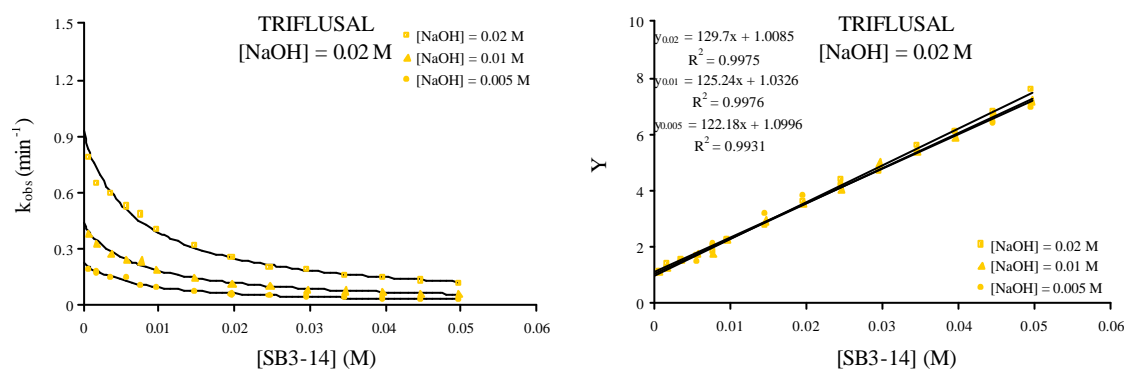 TRIFLUSAL
[NaOH] = 0.02 M
[NaOH] = 0.02 M
[NaOH] = 0.01 M
[NaOH] = 0.005 M
1.5
1.2
0.9
0.6
0.3
0
k_obs (min⁻¹)
0 0.01 0.02 0.03 0.04 0.05 0.06
[SB3-14] (M)
TRIFLUSAL
[NaOH] = 0.02 M
y0.02 = 129.7x + 1.0085
R² = 0.9975
y0.01 = 125.24x + 1.0326
R² = 0.9976
y0.005 = 122.18x + 1.0996
R² = 0.9931
10
8
6
4
2
0
Y
[NaOH] = 0.02 M
[NaOH] = 0.01 M
[NaOH] = 0.005 M
0 0.01 0.02 0.03 0.04 0.05 0.06
[SB3-14] (M)